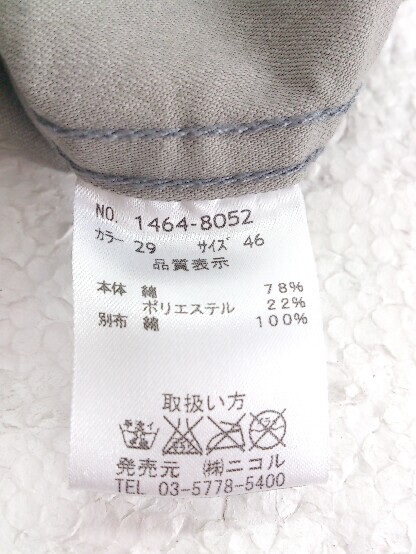 NO. 1464-8052
カラー 29 サイズ 46
品質表示
本体 綿 78%
ポリエステル 22%
別布 綿 100%
取扱い方
発売元 ㈱ニコル
TEL 03-5778-5400